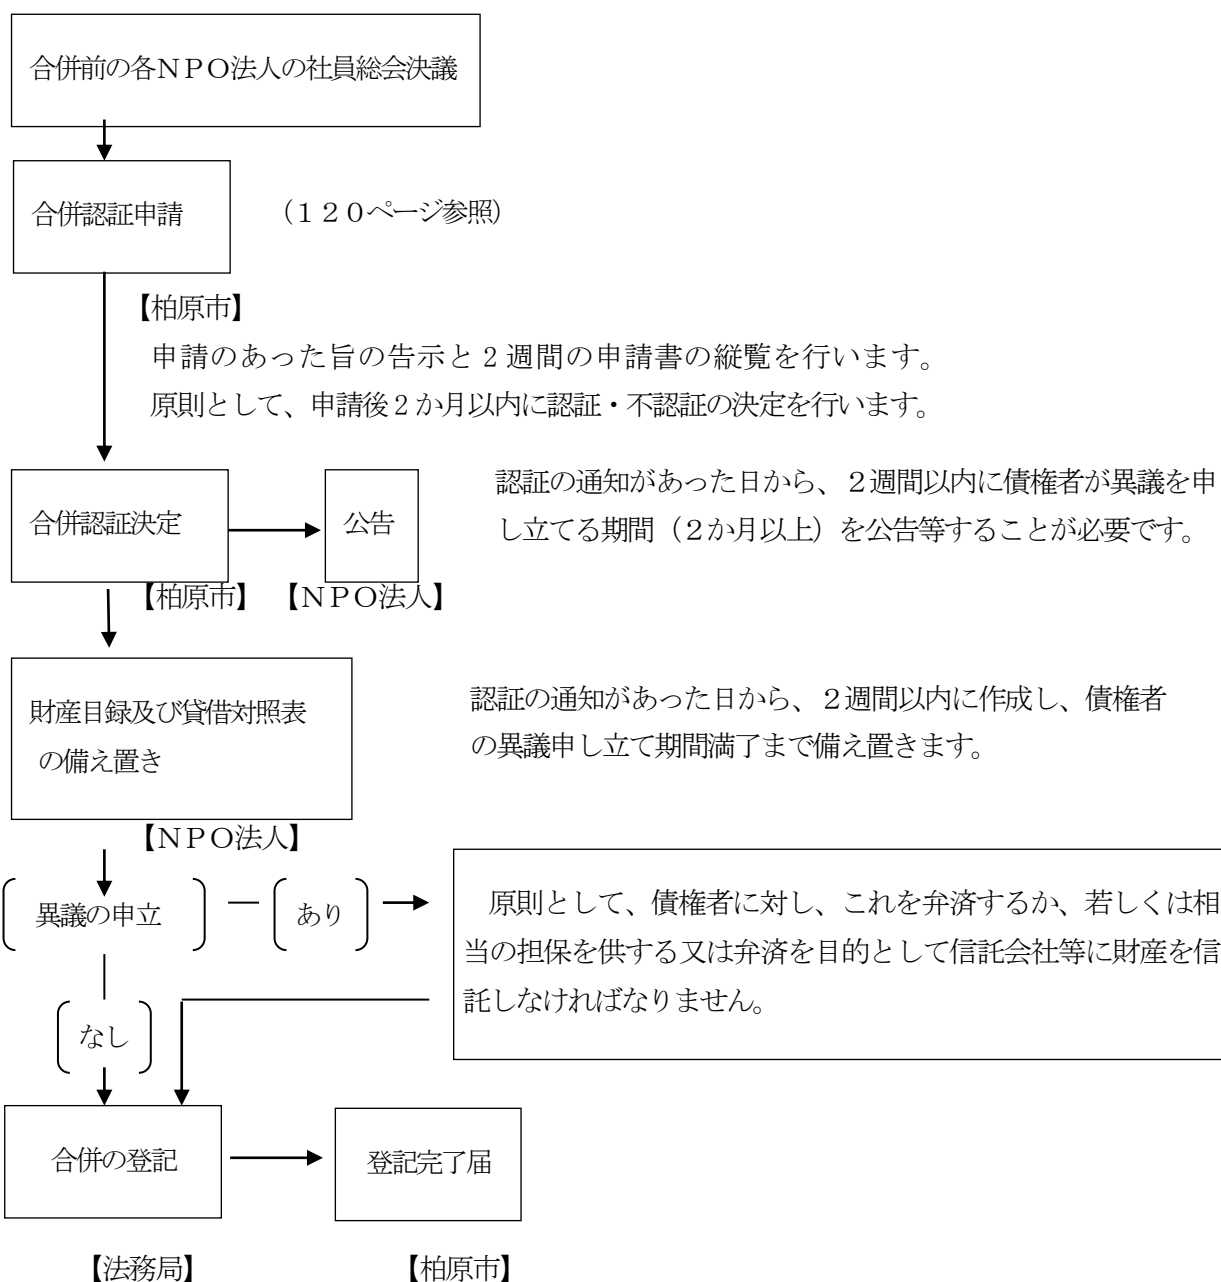 合併前の各ＮＰＯ法人の社員総会決議
合併認証申請
（１２０ページ参照）
【柏原市】
申請のあった旨の告示と２週間の申請書の縦覧を行います。
原則として、申請後２か月以内に認証・不認証の決定を行います。
合併認証決定
公告
認証の通知があった日から、２週間以内に債権者が異議を申
し立てる期間（２か月以上）を公告等することが必要です。
【柏原市】
【ＮＰＯ法人】
財産目録及び貸借対照表
の備え置き
認証の通知があった日から、２週間以内に作成し、債権者
の異議申し立て期間満了まで備え置きます。
【ＮＰＯ法人】
異議の申立
あり
原則として、債権者に対し、これを弁済するか、若しくは相
当の担保を供する又は弁済を目的として信託会社等に財産を信
託しなければなりません。
なし
合併の登記
登記完了届
【法務局】
【柏原市】